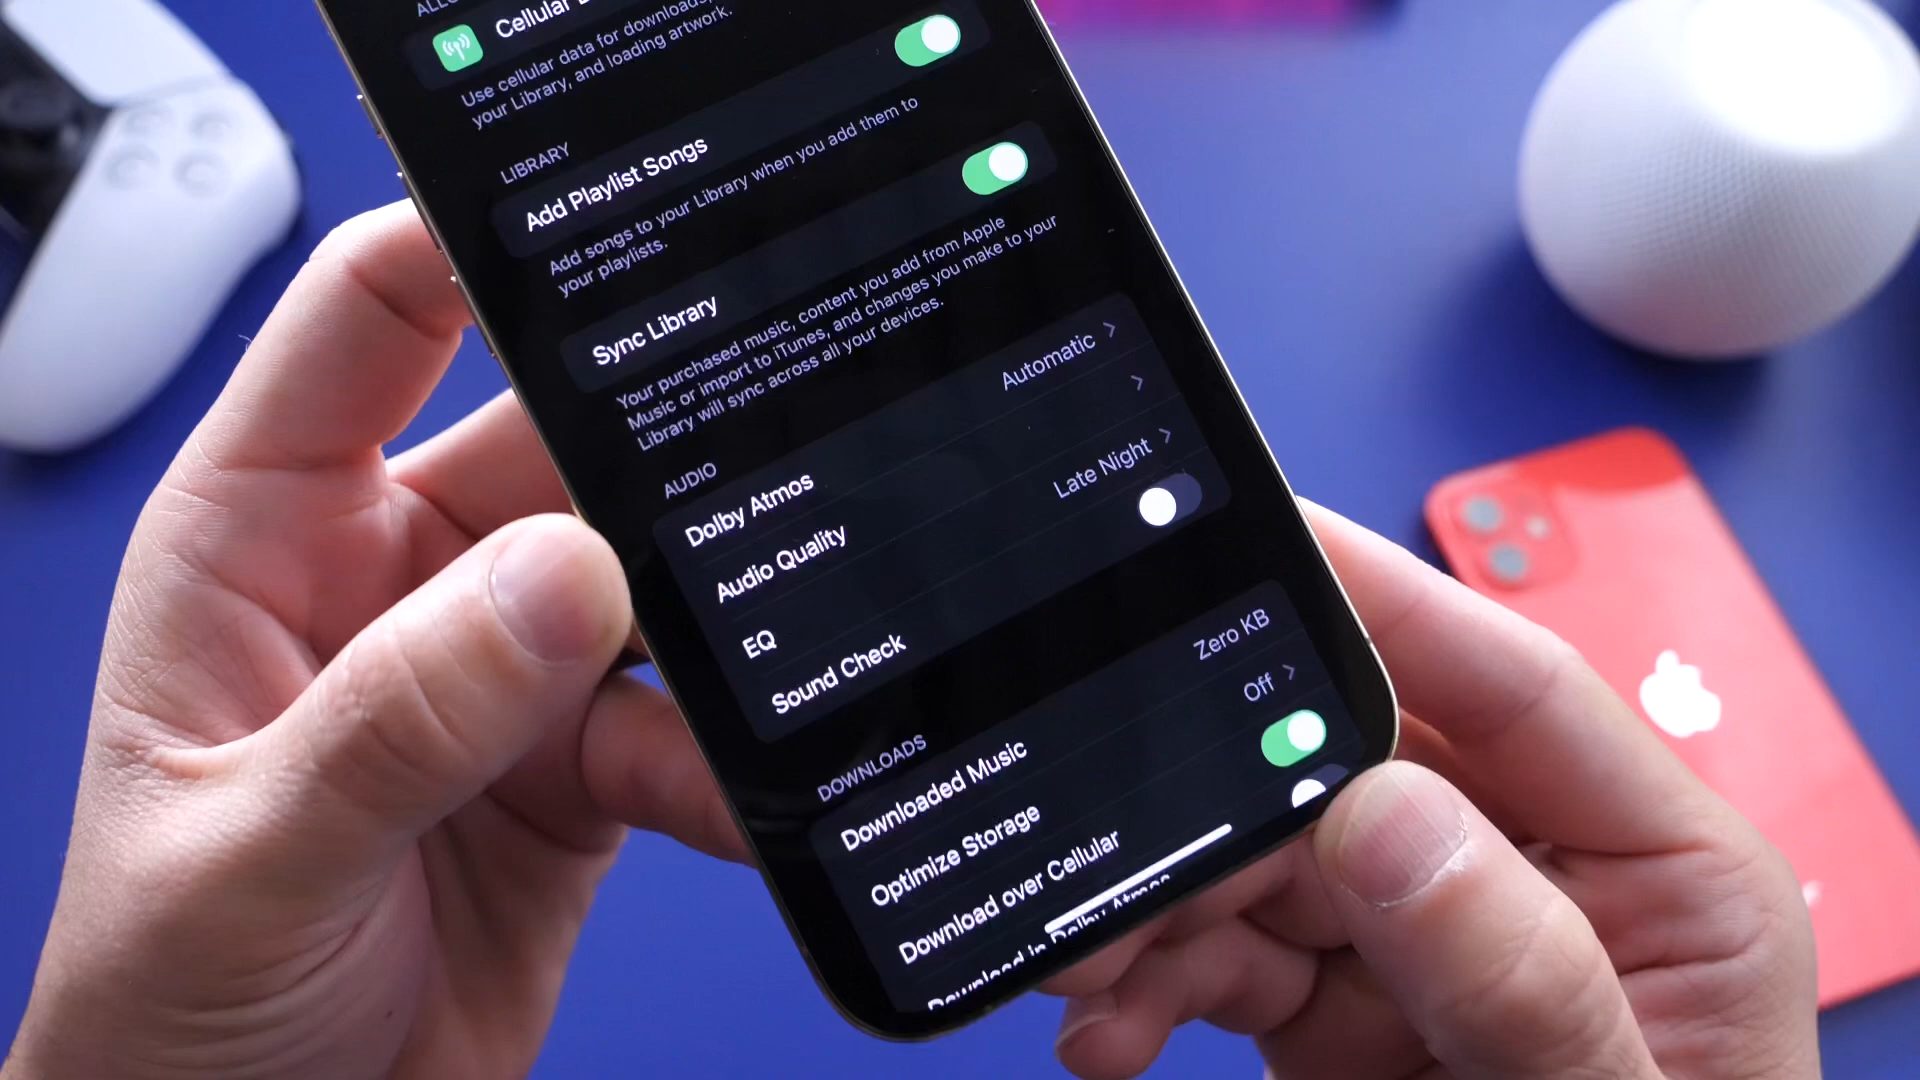 Cellular
Use cellular data for downloads,
your Library, and loading artwork.
LIBRARY
Add Playlist Songs
Add songs to your Library when you add them to
your playlists.
Sync Library
Your purchased music, content you add from Apple
Music or import to iTunes, and changes you make to your
Library will sync across all your devices.
AUDIO
Dolby Atmos Automatic
Audio Quality
EQ Late Night
Sound Check
DOWNLOADS
Downloaded Music Zero KB
Optimize Storage Off
Download over Cellular
Download in Dolby Atmos